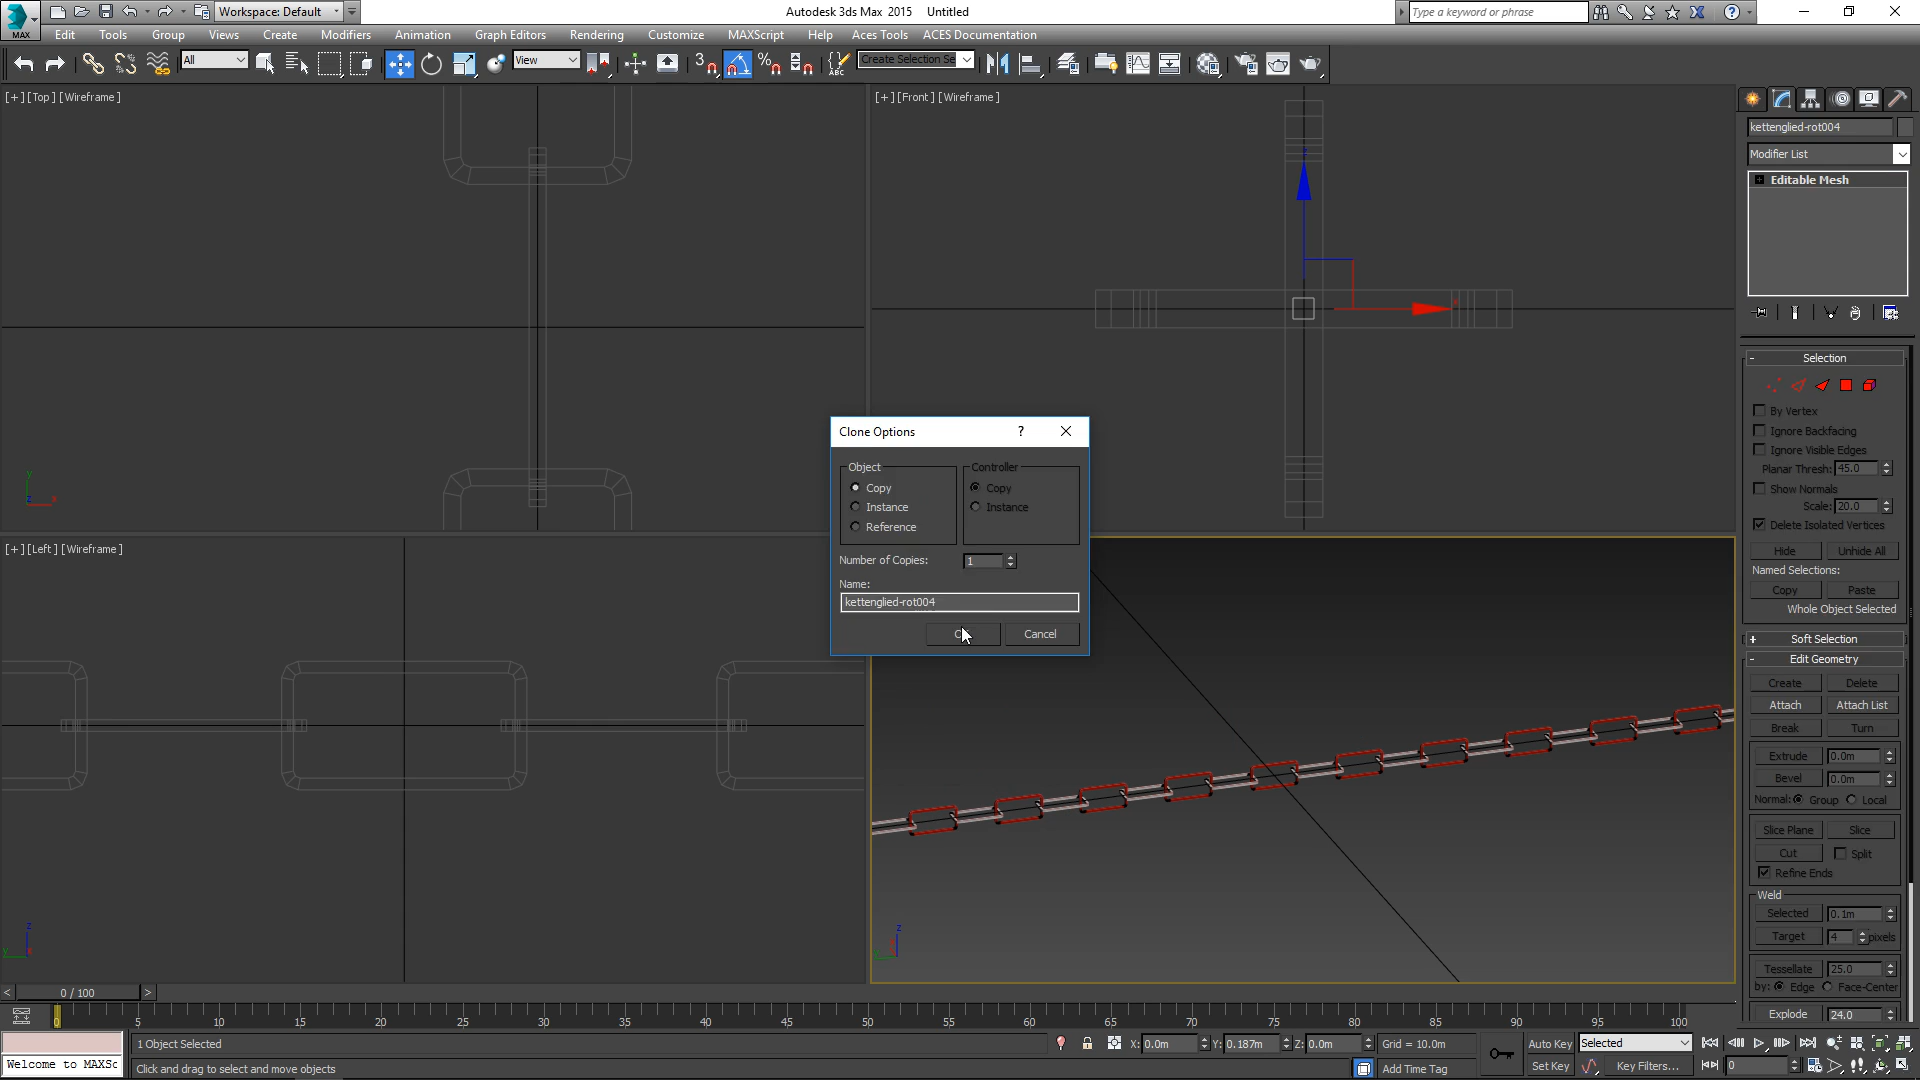 Workspace: Default
Autodesk 3ds Max 2015 Untitled
Type a keyword or phrase
MAX
Edit Tools Group Views Create Modifiers Animation Graph Editors Rendering Customize MAXScript Help Aces Tools ACES Documentation
All
View
3
%
ABC
Create Selection Se
[+] [Top] [Wireframe]
[+] [Front] [Wireframe]
kettenglied-rot004
Modifier List
Editable Mesh
Selection
By Vertex
Ignore Backfacing
Ignore Visible Edges
Planar Thresh: 45.0
Show Normals
Scale: 20.0
Delete Isolated Vertices
Hide Unhide All
Named Selections:
Copy Paste
Whole Object Selected
+ Soft Selection
- Edit Geometry
Create Delete
Attach Attach List
Break Turn
Extrude 0.0m
Bevel 0.0m
Normal: Group Local
Slice Plane Slice
Cut Split
Refine Ends
Weld
Selected 0.1m
Target 4 pixels
Tessellate 25.0
by: Edge Face-Center
Explode 24.0
Clone Options ?
Object
Copy
Instance
Reference
Controller
Copy
Instance
Number of Copies: 1
Name:
kettenglied-rot004
Cancel
[+] [Left] [Wireframe]
y
z
x
z
y
x
z
< 0 / 100 >
0 5 10 15 20 25 30 35 40 45 50 55 60 65 70 75 80 85 90 95 100
1 Object Selected
X: 0.0m Y: 0.187m Z: 0.0m Grid = 10.0m
Auto Key Selected
Welcome to MAXSc
Click and drag to select and move objects
Add Time Tag
Set Key Key Filters... 0